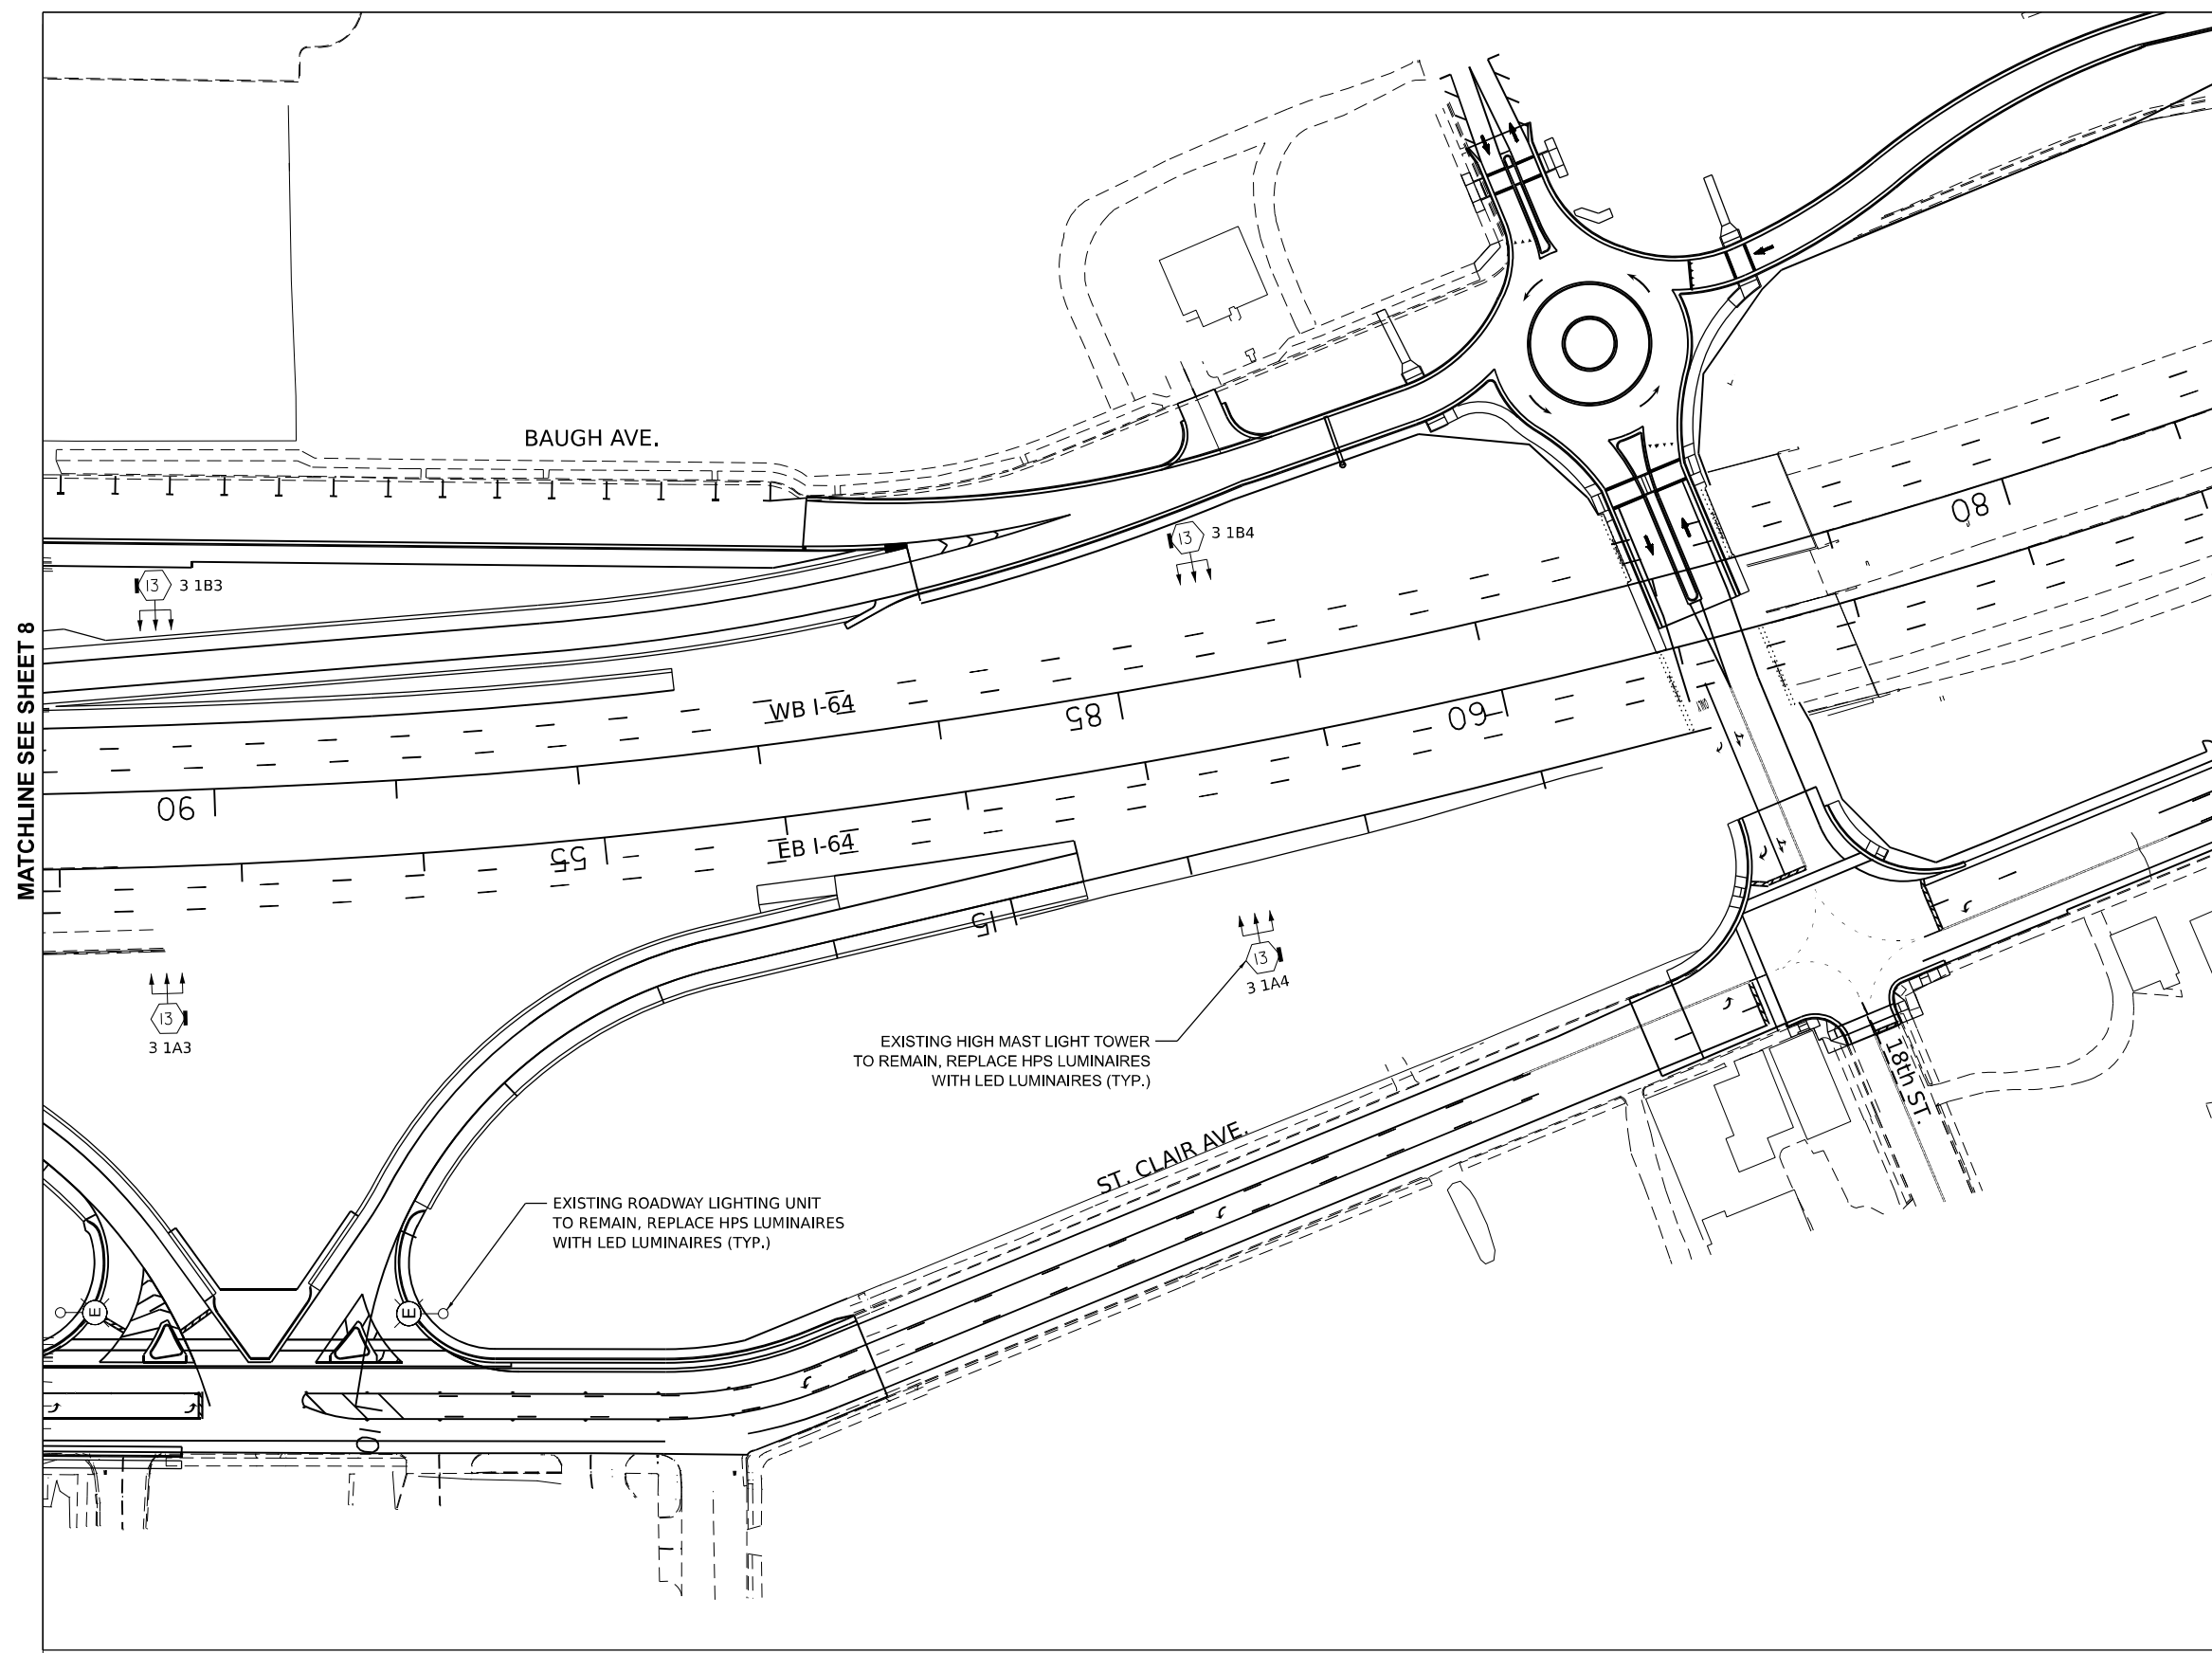 BAUGH AVE.
80
13
3 1B4
13
3 1B3
MATCHLINE SEE SHEET 8
WB I-64
85
60
90
EB I-64
55
15
13
3 1A4
13
3 1A3
EXISTING HIGH MAST LIGHT TOWER
TO REMAIN, REPLACE HPS LUMINAIRES
WITH LED LUMINAIRES (TYP.)
18th ST.
ST. CLAIR AVE.
EXISTING ROADWAY LIGHTING UNIT
TO REMAIN, REPLACE HPS LUMINAIRES
WITH LED LUMINAIRES (TYP.)
E
E
10